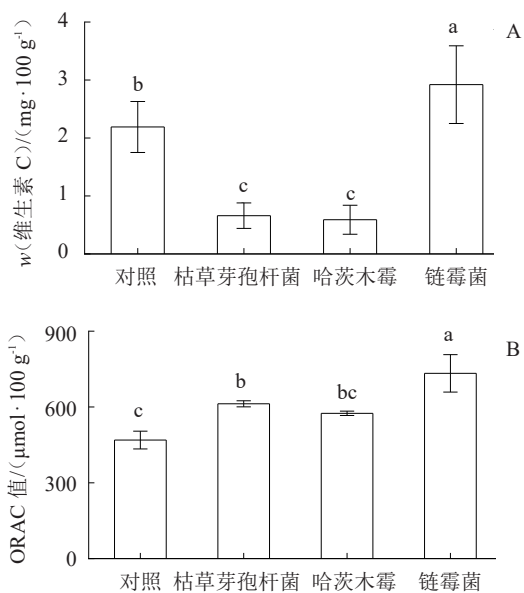 A
w(维生素 C)/(mg·100 g⁻¹)
4
3
2
1
0
b
c
c
a
对照 枯草芽孢杆菌 哈茨木霉 链霉菌
B
ORAC 值/(μmol·100 g⁻¹)
900
600
300
0
c
b
bc
a
对照 枯草芽孢杆菌 哈茨木霉 链霉菌